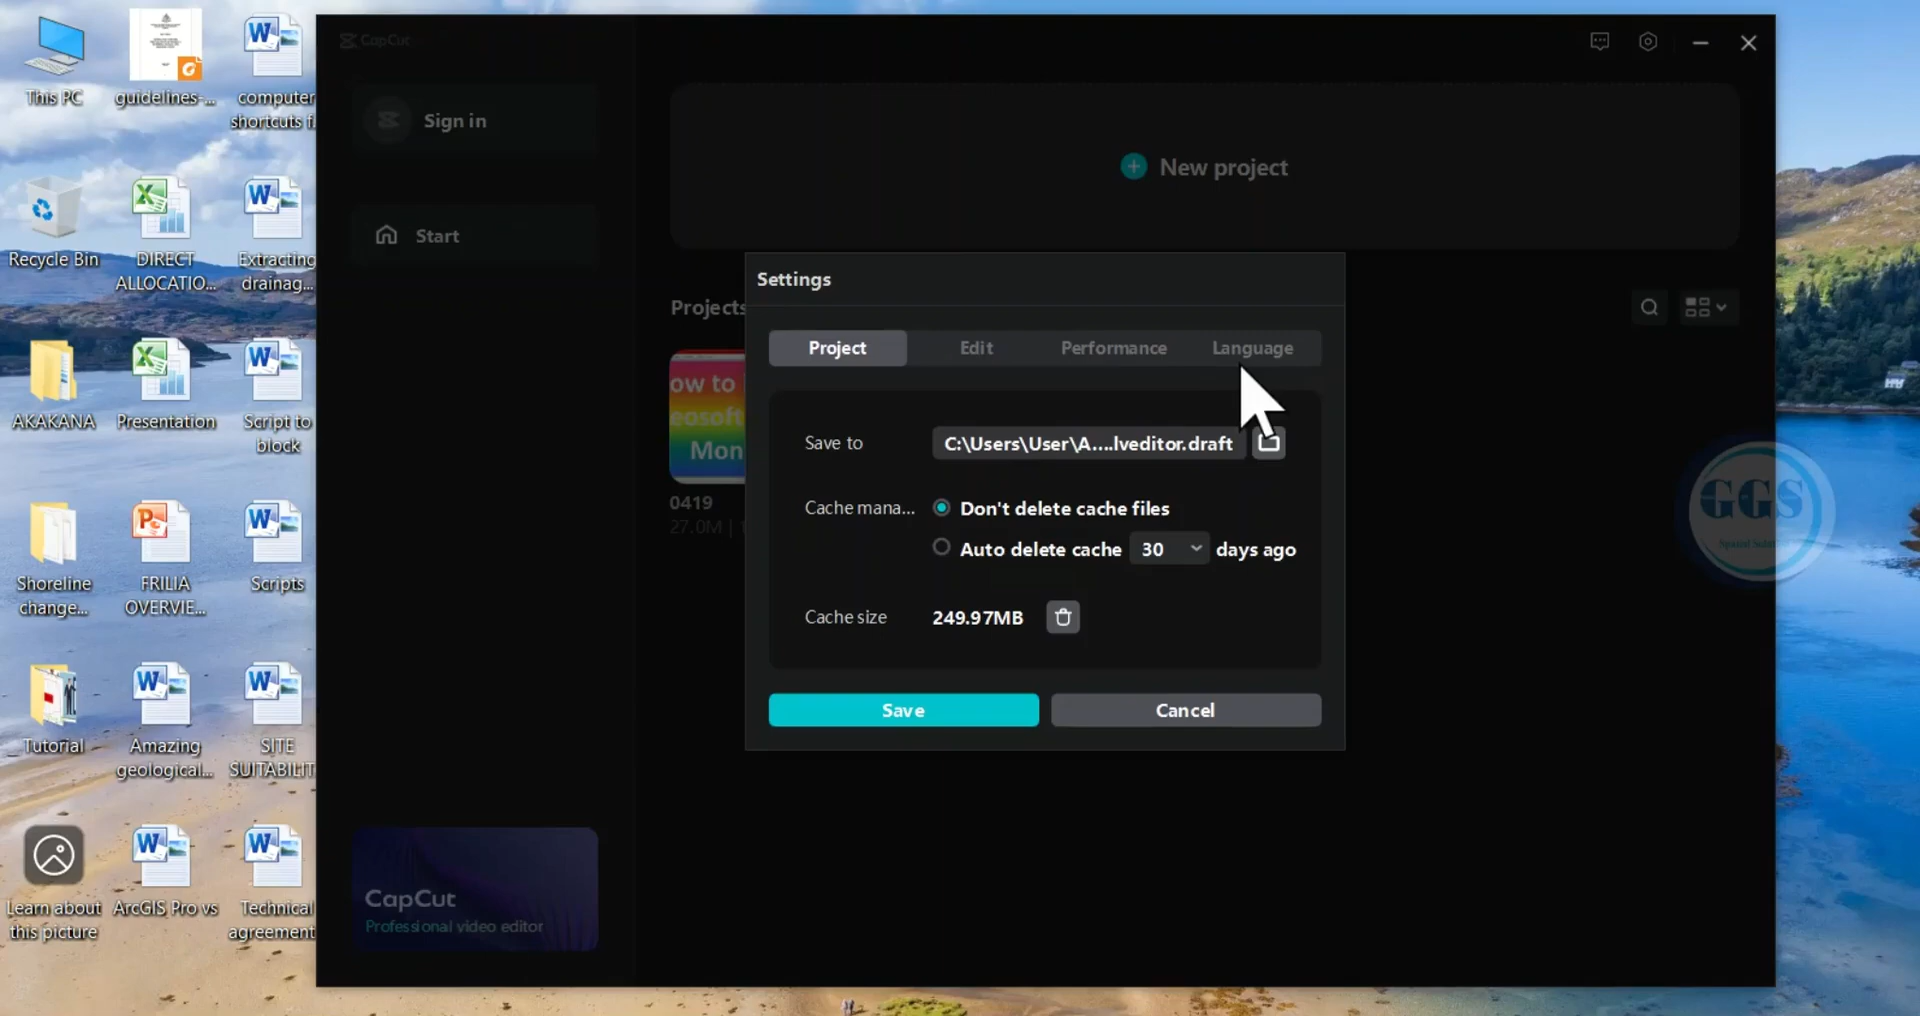 This PC
guidelines-...
computer
shortcuts f.
Recycle Bin
DIRECT
ALLOCATIO...
Extracting
drainag...
AKAKANA
Presentation
Script to
block
Shoreline
change...
FRILIA
OVERVIE...
Scripts
Tutorial
Amazing
geological...
SITE
SUITABILIT
Learn about
this picture
ArcGIS Pro vs
Technical
agreement
CapCut
Sign in
Start
New project
Projects
ow to
easoft
Mon
0419
27.0M |
Settings
Project
Edit
Performance
Language
Save to
C:\Users\User\A....lveditor.draft
Cache mana...
Don't delete cache files
Auto delete cache
30
days ago
Cache size
249.97MB
Save
Cancel
CapCut
Professional video editor
GGS
Spatial